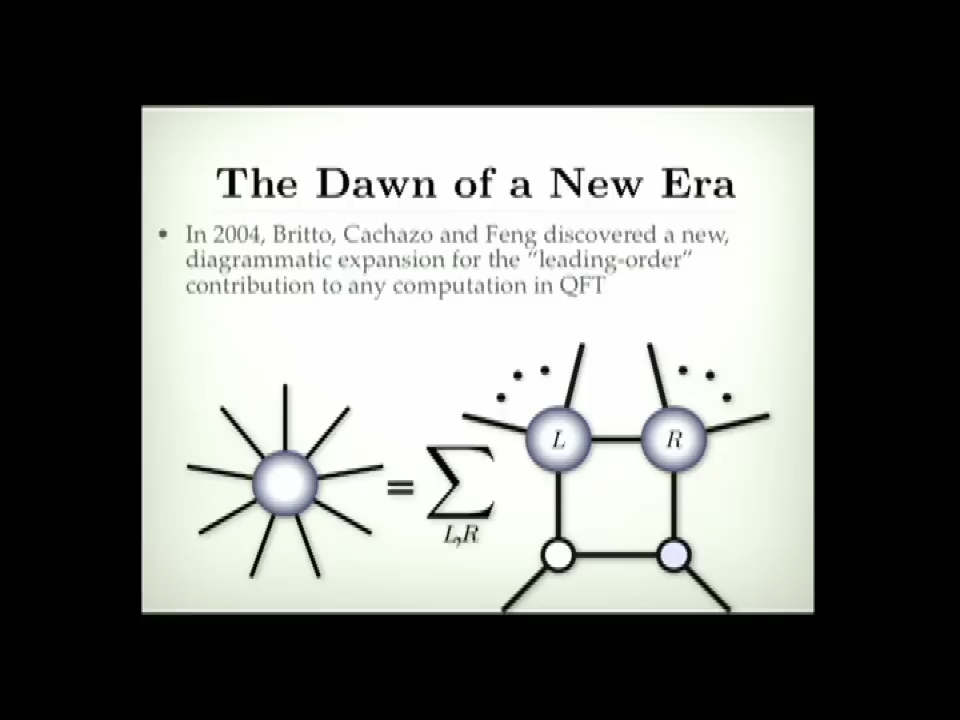 The Dawn of a New Era
• In 2004, Britto, Cachazo and Feng discovered a new,
diagrammatic expansion for the "leading-order"
contribution to any computation in QFT
L R
= ∑
L,R